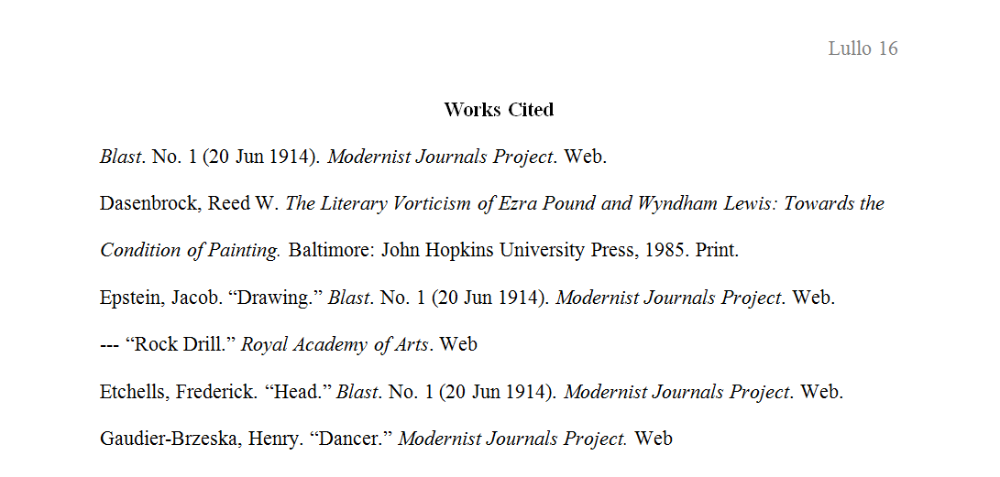 Lullo 16
Works Cited
Blast. No. 1 (20 Jun 1914). Modernist Journals Project. Web.
Dasenbrock, Reed W. The Literary Vorticism of Ezra Pound and Wyndham Lewis: Towards the
Condition of Painting. Baltimore: John Hopkins University Press, 1985. Print.
Epstein, Jacob. “Drawing.” Blast. No. 1 (20 Jun 1914). Modernist Journals Project. Web.
--- “Rock Drill.” Royal Academy of Arts. Web
Etchells, Frederick. “Head.” Blast. No. 1 (20 Jun 1914). Modernist Journals Project. Web.
Gaudier-Brzeska, Henry. “Dancer.” Modernist Journals Project. Web